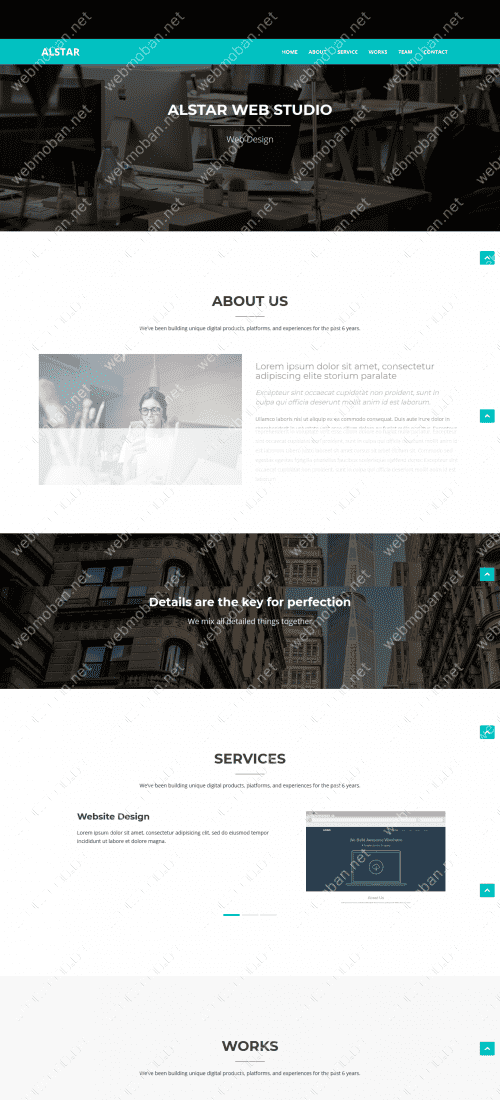 ALSTAR
HOME ABOUT SERVICE WORKS TEAM CONTACT
ALSTAR WEB STUDIO
Web Design
ABOUT US
We've been building unique digital products, platforms, and experiences for the past 6 years.
Lorem ipsum dolor sit amet, consectetur
adipiscing elite storium paralate
Excepteur sint occaecat cupidatat non proident, sunt in
culpa qui officia deserunt mollit anim id est laborum.
Ullamco laboris nisi ut aliquip ex ea commodo consequat. Duis aute irure dolor in
Details are the key for perfection
We mix all detailed things together
SERVICES
We've been building unique digital products, platforms, and experiences for the past 6 years.
Website Design
Lorem ipsum dolor sit amet, consectetur adipisicing elit, sed do eiusmod tempor
incididunt ut labore et dolore magna.
About Us
WORKS
We've been building unique digital products, platforms, and experiences for the past 6 years.
webmoban.net